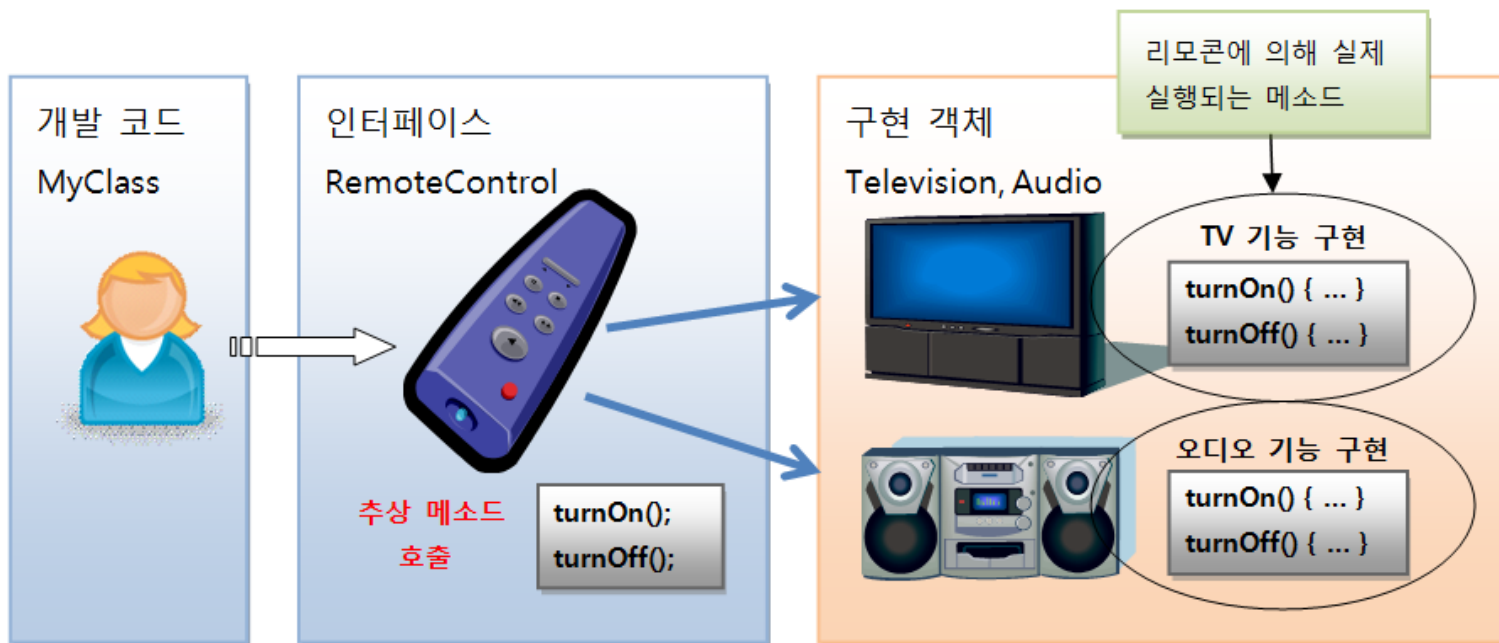 리모콘에 의해 실제
실행되는 메소드
개발 코드
MyClass
인터페이스
RemoteControl
추상 메소드
호출
turnOn();
turnOff();
구현 객체
Television, Audio
TV 기능 구현
turnOn() { ... }
turnOff() { ... }
오디오 기능 구현
turnOn() { ... }
turnOff() { ... }